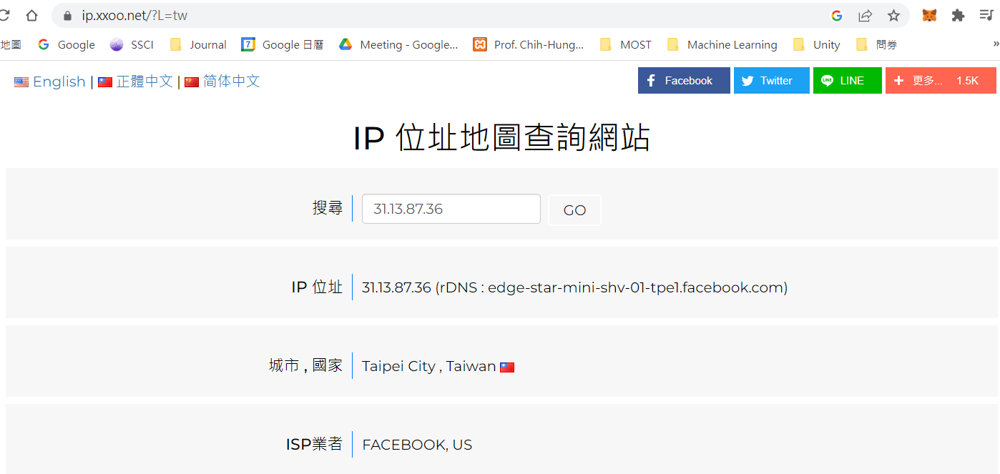 ip.xxoo.net/?L=tw
地圖 Google SSCI Journal Google 日曆 Meeting - Google... Prof. Chih-Hung... MOST Machine Learning Unity 問券 »
English | 正體中文 | 简体中文 Facebook Twitter LINE 更多... 1.5K
IP 位址地圖查詢網站
搜尋 31.13.87.36 GO
IP 位址 31.13.87.36 (rDNS : edge-star-mini-shv-01-tpe1.facebook.com)
城市 , 國家 Taipei City , Taiwan
ISP業者 FACEBOOK, US